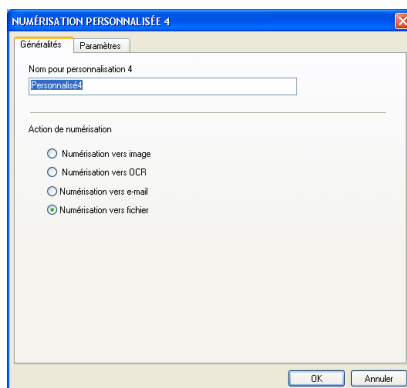 NUMÉRISATION PERSONNALISÉE 4
Généralités Paramètres
Nom pour personnalisation 4
Personnalisé4
Action de numérisation
Numérisation vers image
Numérisation vers OCR
Numérisation vers e-mail
Numérisation vers fichier
OK Annuler